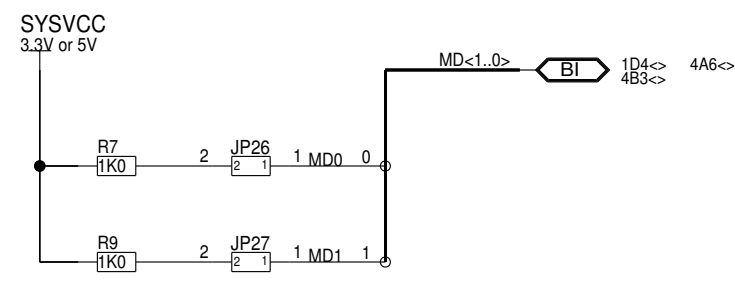 SYSVCC
3.3V or 5V
MD<1..0>
BI
1D4<> 4A6<>
4B3<>
R7
1K0
2
JP26
2 1
1 MD0 0
R9
1K0
2
JP27
2 1
1 MD1 1